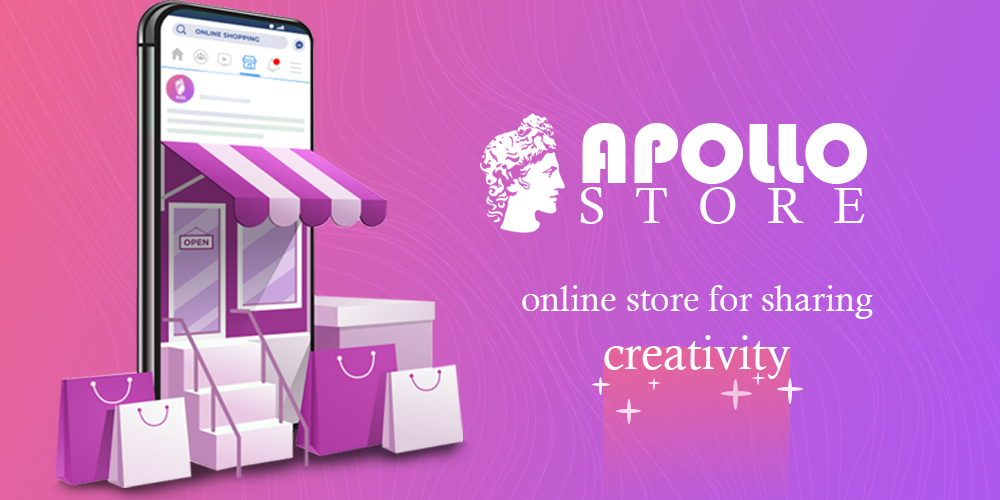 ONLINE SHOPPING
OPEN
APOLLO
STORE
online store for sharing
creativity